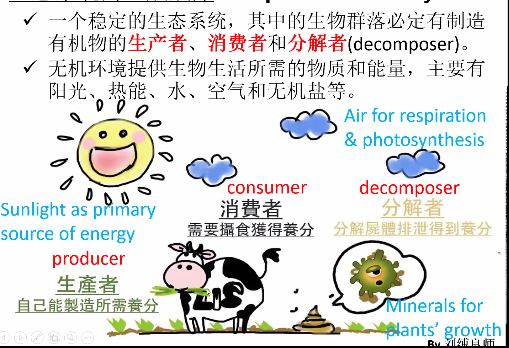 ✓ 一个稳定的生态系统，其中的生物群落必定有制造
有机物的生产者、消费者和分解者(decomposer)。
✓ 无机环境提供生物生活所需的物质和能量，主要有
阳光、热能、水、空气和无机盐等。
Air for respiration
& photosynthesis
consumer
消費者
需要攝食獲得養分
decomposer
分解者
分解屍體排泄得到養分
Sunlight as primary
source of energy
producer
生產者
自己能製造所需養分
Minerals for
plants’ growth
By